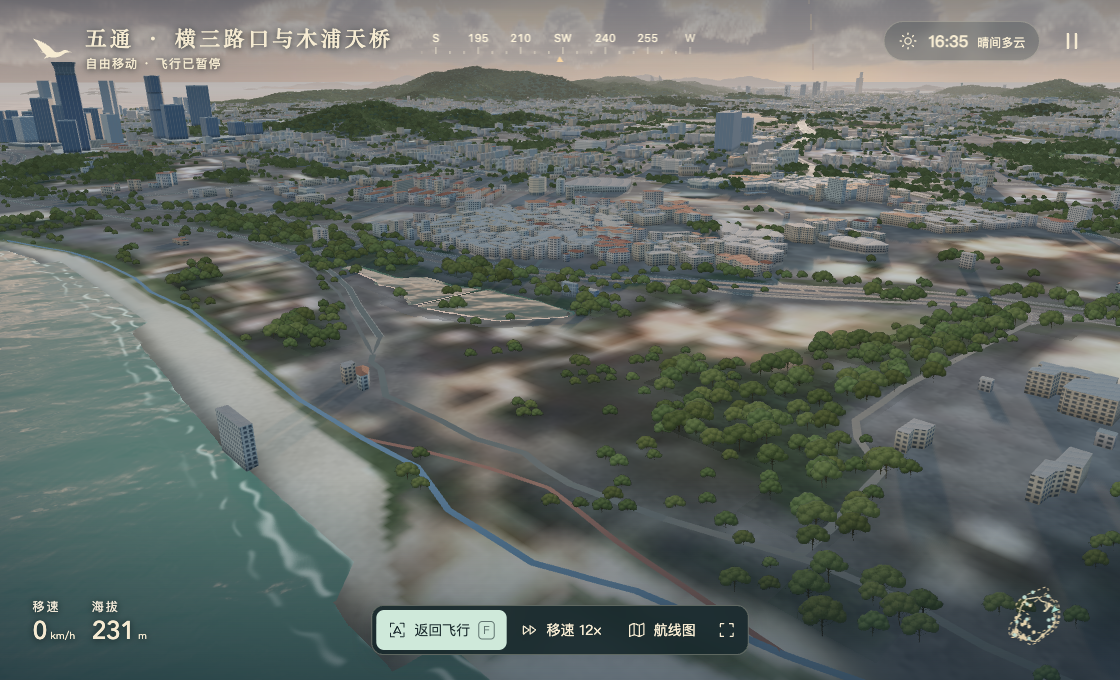 五通 · 横三路口与木浦天桥
自由移动 · 飞行已暂停
S 195 210 SW 240 255 W
16:35 晴间多云
移速 海拔
0 km/h 231 m
返回飞行 F 移速 12x 航线图